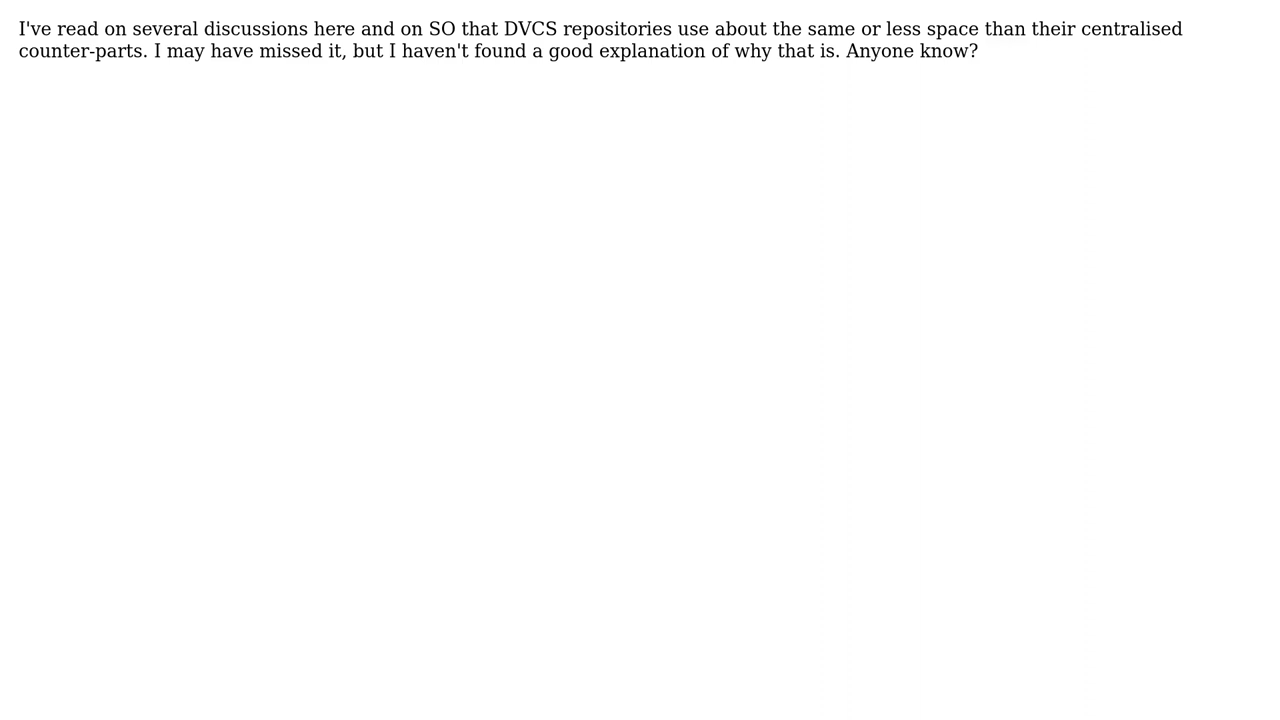 I've read on several discussions here and on SO that DVCS repositories use about the same or less space than their centralised
counter-parts. I may have missed it, but I haven't found a good explanation of why that is. Anyone know?